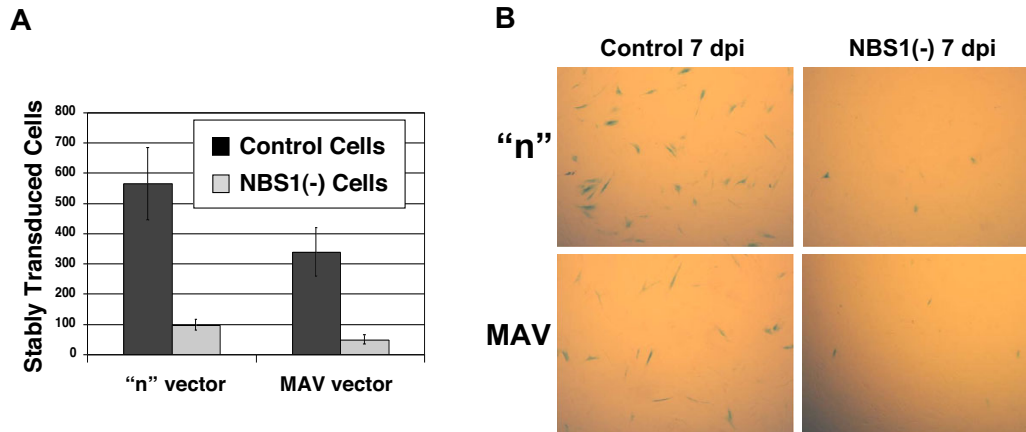 A
Stably Transduced Cells
800
700
600
500
400
300
200
100
0
Control Cells
NBS1(-) Cells
“n” vector
MAV vector
B
Control 7 dpi
NBS1(-) 7 dpi
“n”
MAV